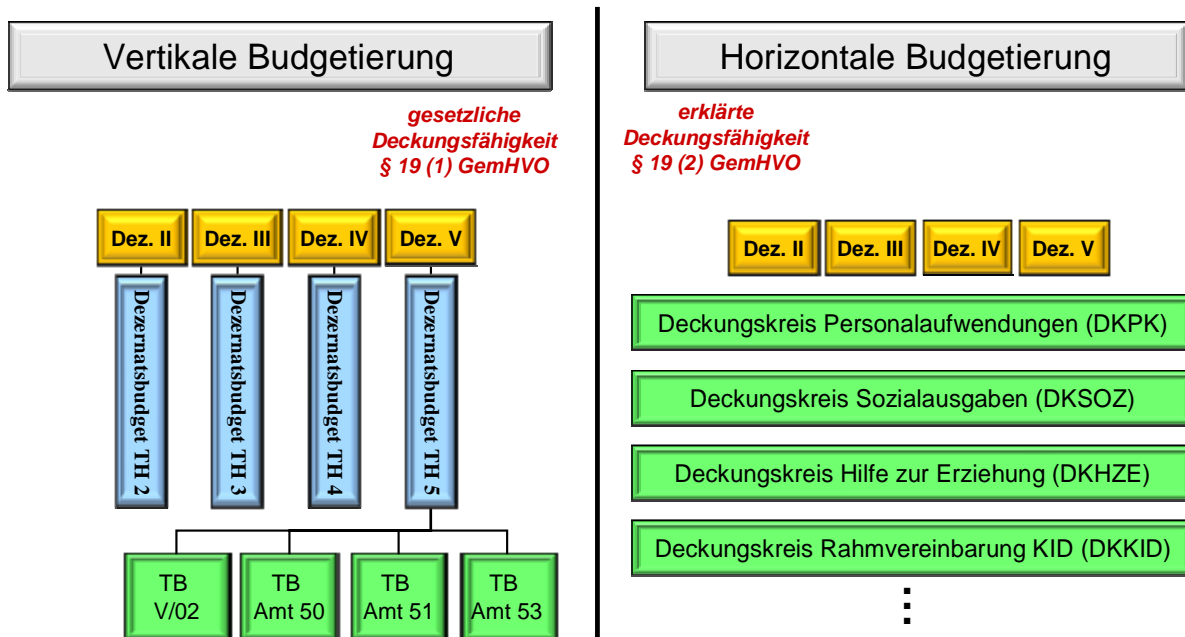 Vertikale Budgetierung
gesetzliche
Deckungsfähigkeit
§ 19 (1) GemHVO
Dez. II
Dez. III
Dez. IV
Dez. V
Dezernatsbudget TH 2
Dezernatsbudget TH 3
Dezernatsbudget TH 4
Dezernatsbudget TH 5
TB
V/02
TB
Amt 50
TB
Amt 51
TB
Amt 53
Horizontale Budgetierung
erklärte
Deckungsfähigkeit
§ 19 (2) GemHVO
Dez. II
Dez. III
Dez. IV
Dez. V
Deckungskreis Personalaufwendungen (DKPK)
Deckungskreis Sozialausgaben (DKSOZ)
Deckungskreis Hilfe zur Erziehung (DKHZE)
Deckungskreis Rahmvereinbarung KID (DKKID)
⋮